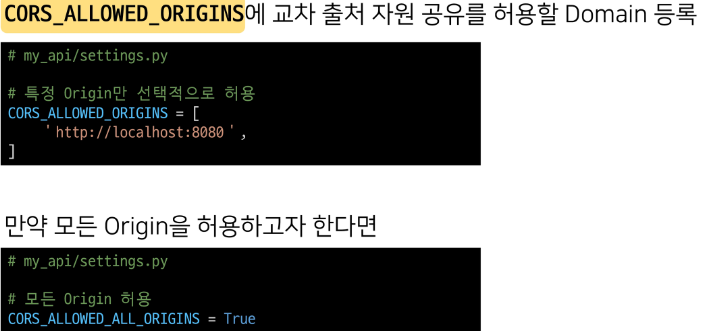 CORS_ALLOWED_ORIGINS에 교차 출처 자원 공유를 허용할 Domain 등록
# my_api/settings.py
# 특정 Origin만 선택적으로 허용
CORS_ALLOWED_ORIGINS = [
'http://localhost:8080',
]
만약 모든 Origin을 허용하고자 한다면
# my_api/settings.py
# 모든 Origin 허용
CORS_ALLOWED_ALL_ORIGINS = True